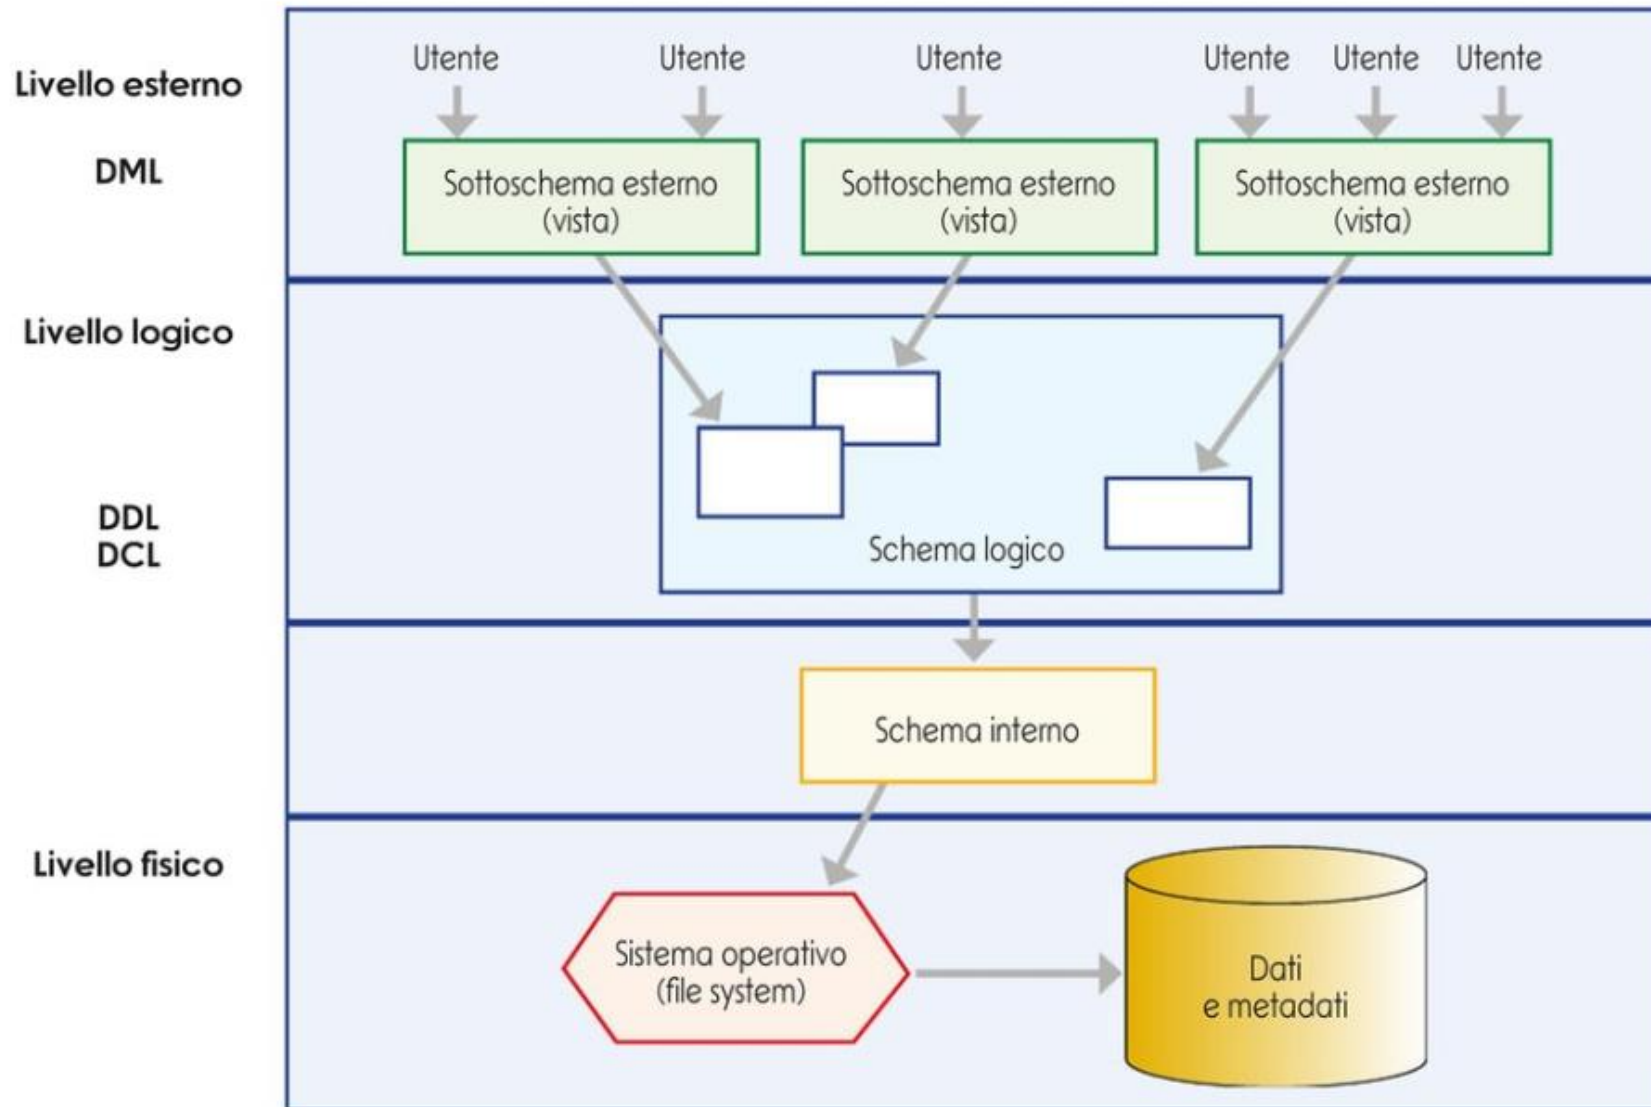 Livello esterno
DML
Utente Utente Utente Utente Utente Utente
Sottoschema esterno
(vista)
Sottoschema esterno
(vista)
Sottoschema esterno
(vista)
Livello logico
DDL
DCL
Schema logico
Schema interno
Livello fisico
Sistema operativo
(file system)
Dati
e metadati